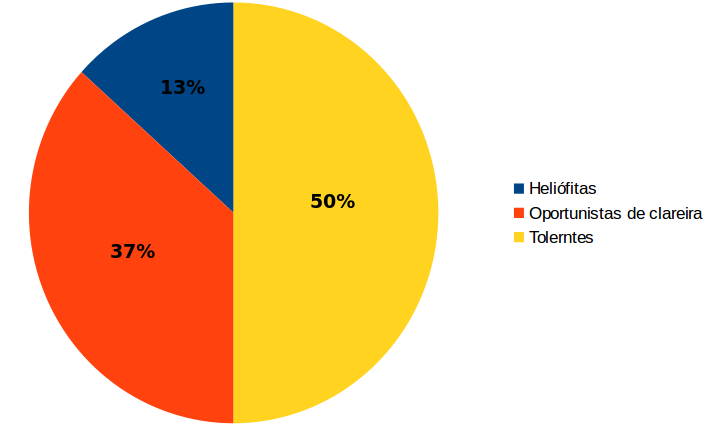 13%
50%
37%
Heliófitas
Oportunistas de clareira
Tolerntes